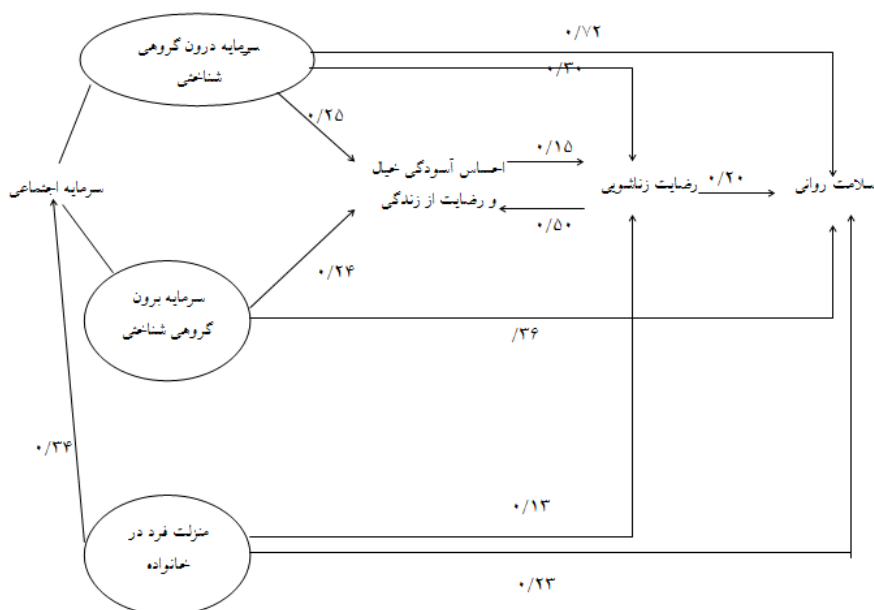 ۰/۷۲
سرمایه درون گروهی
شناختی
۰/۳۰
۰/۲۵
احساس آسودگی خیال
و رضایت از زندگی
۰/۱۵
۰/۵۰
رضایت زناشویی
۰/۲۰
سلامت روانی
سرمایه اجتماعی
۰/۲۴
سرمایه برون
گروهی شناختی
/۳۶
۰/۳۴
۰/۱۳
منزلت فرد در
خانواده
۰/۲۳